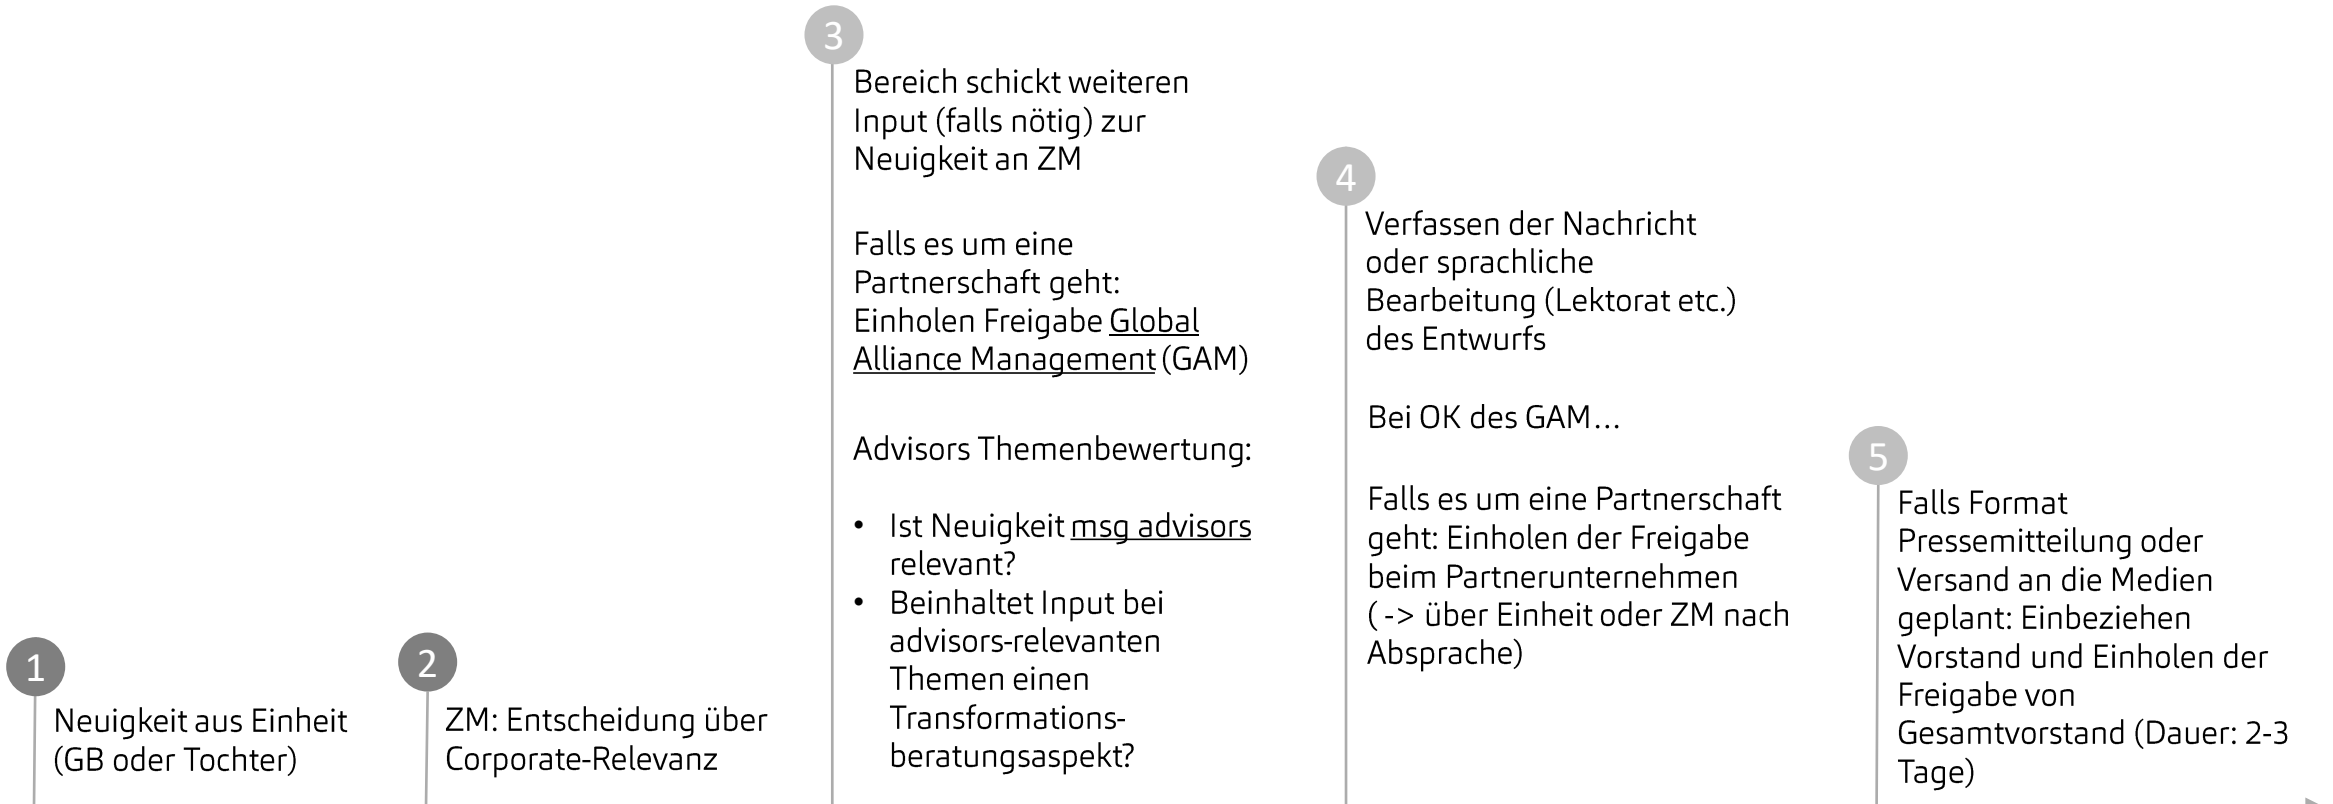 1
Neuigkeit aus Einheit
(GB oder Tochter)
2
ZM: Entscheidung über
Corporate-Relevanz
3
Bereich schickt weiteren
Input (falls nötig) zur
Neuigkeit an ZM
Falls es um eine
Partnerschaft geht:
Einholen Freigabe Global
Alliance Management (GAM)
Advisors Themenbewertung:
• Ist Neuigkeit msg advisors
relevant?
• Beinhaltet Input bei
advisors-relevanten
Themen einen
Transformations-
beratungsaspekt?
4
Verfassen der Nachricht
oder sprachliche
Bearbeitung (Lektorat etc.)
des Entwurfs
Bei OK des GAM…
Falls es um eine Partnerschaft
geht: Einholen der Freigabe
beim Partnerunternehmen
( -> über Einheit oder ZM nach
Absprache)
5
Falls Format
Pressemitteilung oder
Versand an die Medien
geplant: Einbeziehen
Vorstand und Einholen der
Freigabe von
Gesamtvorstand (Dauer: 2-3
Tage)